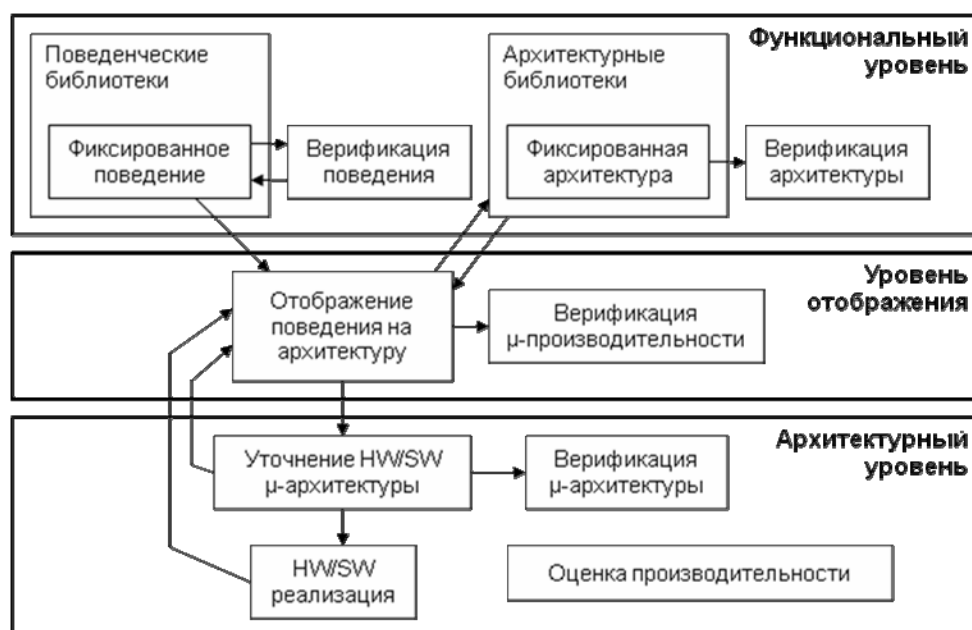 Функциональный
уровень
Поведенческие
библиотеки
Фиксированное
поведение
Верификация
поведения
Архитектурные
библиотеки
Фиксированная
архитектура
Верификация
архитектуры
Уровень
отображения
Отображение
поведения на
архитектуру
Верификация
μ-производительности
Архитектурный
уровень
Уточнение HW/SW
μ-архитектуры
Верификация
μ-архитектуры
HW/SW
реализация
Оценка производительности